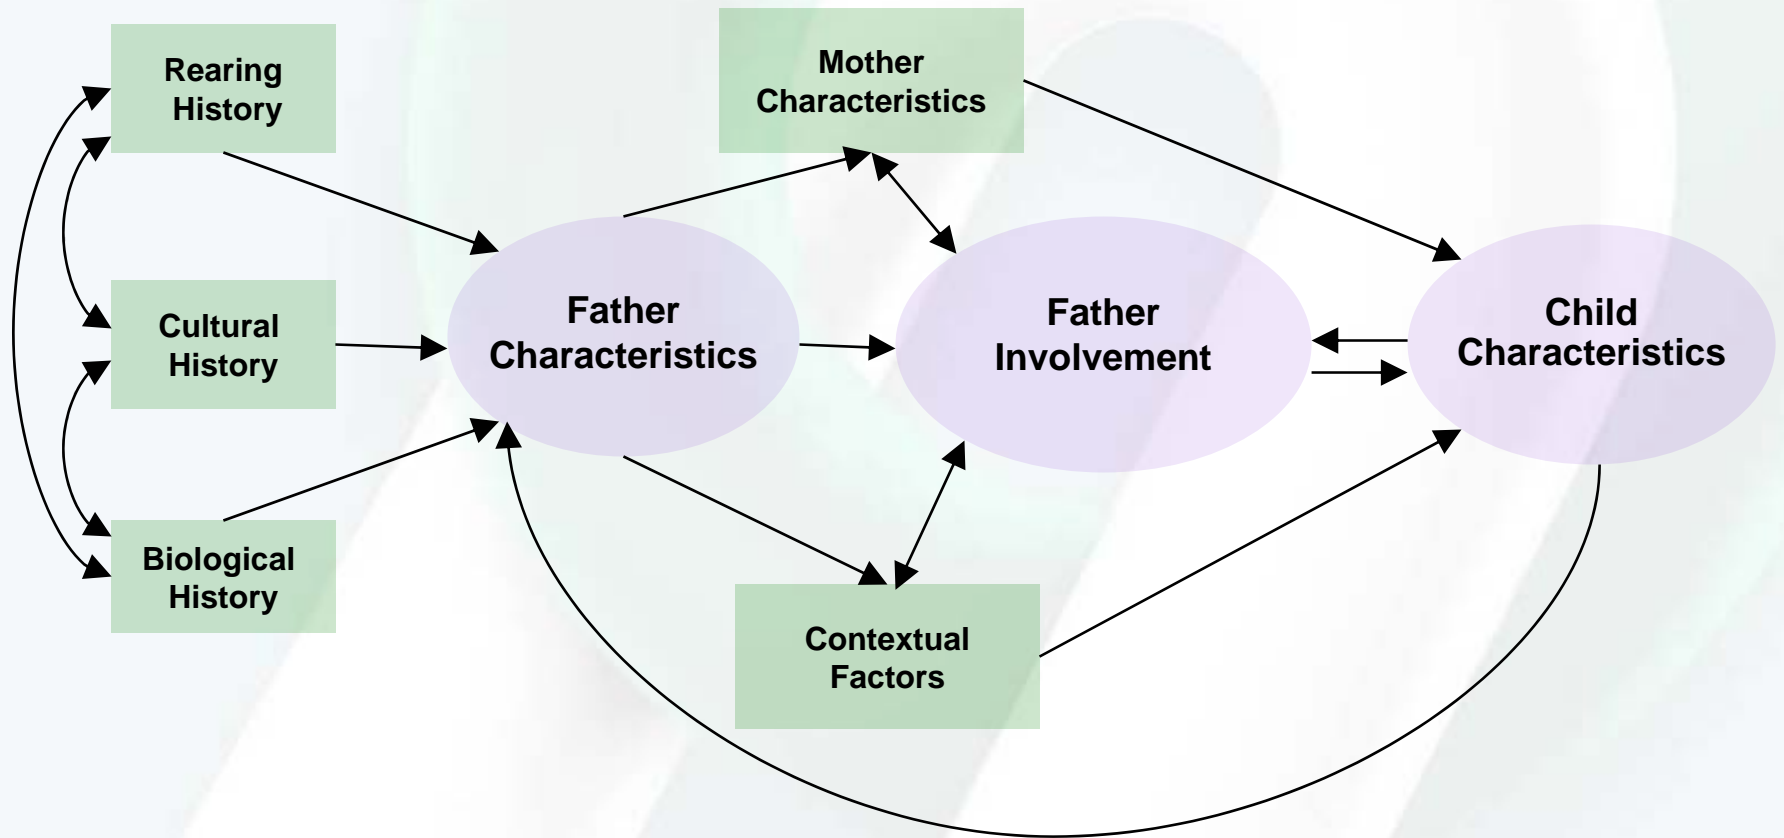 Rearing
History
Mother
Characteristics
Cultural
History
Father
Characteristics
Father
Involvement
Child
Characteristics
Biological
History
Contextual
Factors